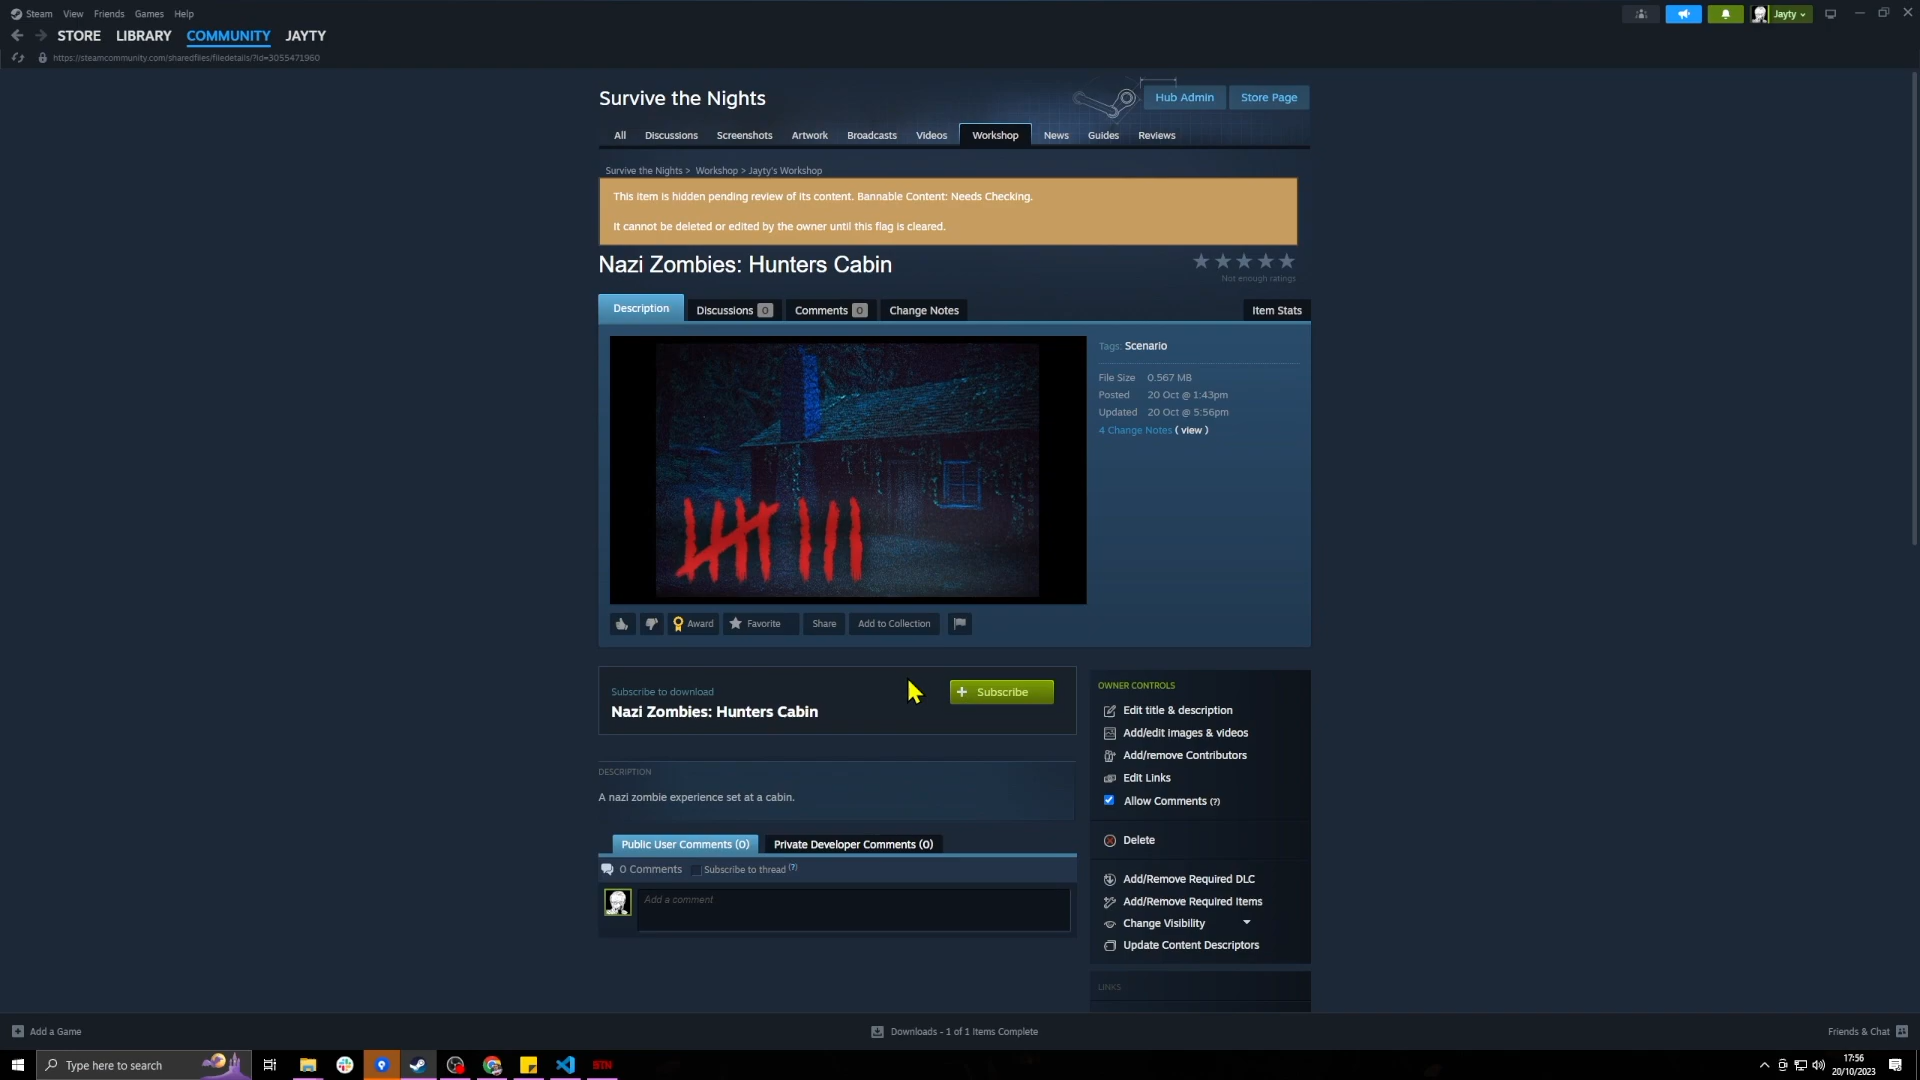 Steam View Friends Games Help
Jayty
STORE LIBRARY COMMUNITY JAYTY
https://steamcommunity.com/sharedfiles/filedetails/?id=3055471960
Survive the Nights
Hub Admin Store Page
All Discussions Screenshots Artwork Broadcasts Videos Workshop News Guides Reviews
Survive the Nights > Workshop > Jayty's Workshop
This item is hidden pending review of its content. Bannable Content: Needs Checking.
It cannot be deleted or edited by the owner until this flag is cleared.
Nazi Zombies: Hunters Cabin
Not enough ratings
Description Discussions 0 Comments 0 Change Notes Item Stats
Tags: Scenario
File Size 0.567 MB
Posted 20 Oct @ 1:43pm
Updated 20 Oct @ 5:56pm
4 Change Notes ( view )
Award Favorite Share Add to Collection
Subscribe to download
Nazi Zombies: Hunters Cabin
+ Subscribe
DESCRIPTION
A nazi zombie experience set at a cabin.
Public User Comments (0) Private Developer Comments (0)
0 Comments Subscribe to thread (?)
Add a comment
OWNER CONTROLS
Edit title & description
Add/edit images & videos
Add/remove Contributors
Edit Links
Allow Comments (?)
Delete
Add/Remove Required DLC
Add/Remove Required Items
Change Visibility
Update Content Descriptors
LINKS
Add a Game
Downloads - 1 of 1 Items Complete
Friends & Chat
Type here to search
STN
17:56
20/10/2023